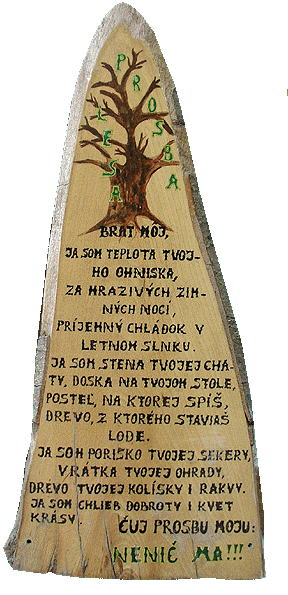 PROSBA
LESA
BRAT MÔJ,
JA SOM TEPLOTA TVOJ-
HO OHNISKA,
ZA MRAZIVÝCH ZIM-
NÝCH NOCÍ,
PRÍJEMNÝ CHLÁDOK V
LETNOM SLNKU.
JA SOM STENA TVOJEJ CHA-
TY, DOSKA NA TVOJOM STOLE,
POSTEĽ, NA KTOREJ SPÍŠ,
DREVO, Z KTORÉHO STAVIAŠ
LODE.
JA SOM PORISKO TVOJEJ SEKERY,
VRÁTKA TVOJEJ OHRADY,
DREVO TVOJEJ KOLÍSKY I RAKVY.
JA SOM CHLIEB DOBROTY I KVET
KRÁSY.
ČUJ PROSBU MOJU:
NENIČ MA!!!